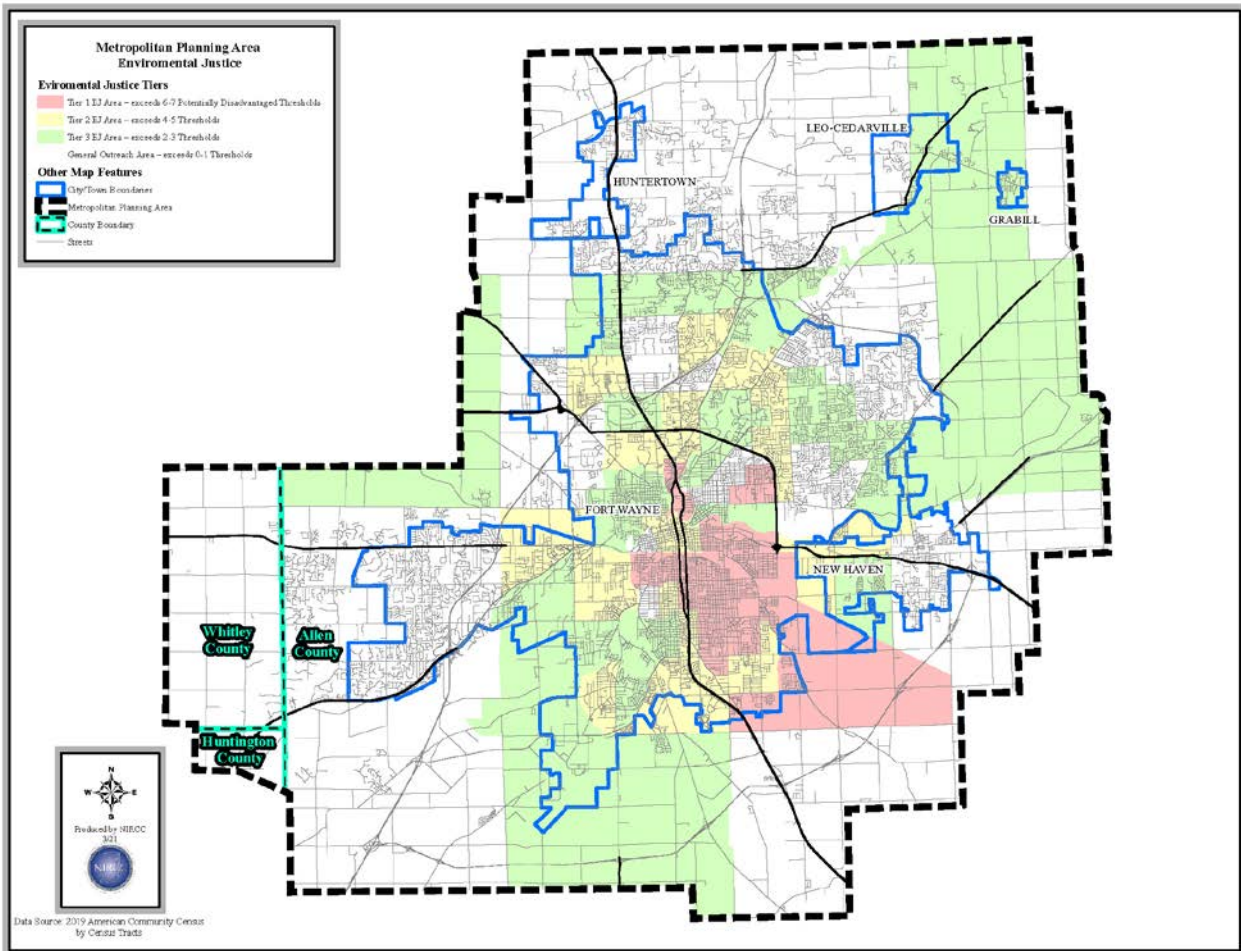 Metropolitan Planning Area
Enviromental Justice
Eviromental Justice Tiers
Tier 1 EJ Area – exceeds 6-7 Potentially Disadvantaged Thresholds
Tier 2 EJ Area – exceeds 4-5 Thresholds
Tier 3 EJ Area – exceeds 2-3 Thresholds
General Outreach Area – exceeds 0-1 Thresholds
Other Map Features
City/Town Boundaries
Metropolitan Planning Area
County Boundary
Streets
LEO-CEDARVILLE
HUNTERTOWN
GRABILL
FORT WAYNE
NEW HAVEN
Whitley
County
Allen
County
Huntington
County
N
W E
S
Produced by NIRCC
3/21
NIRCC
Data Source: 2019 American Community Census
by Census Tracts